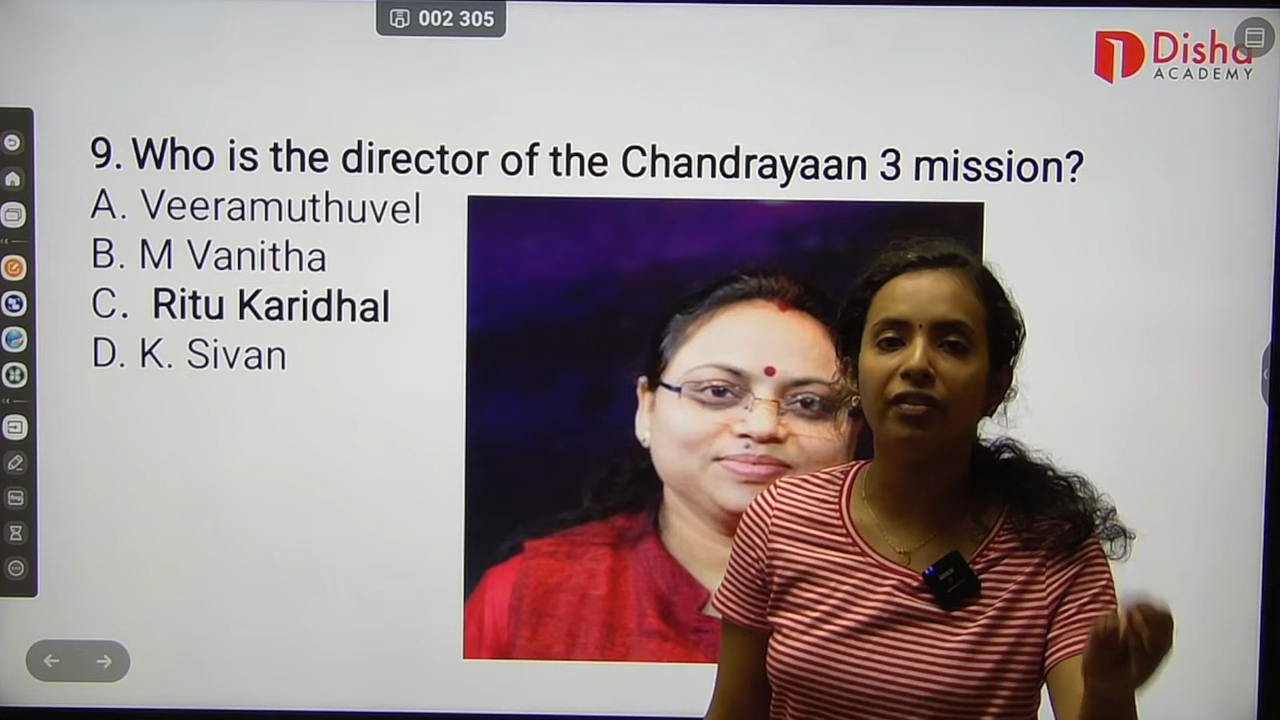 002 305
Disha
ACADEMY
9. Who is the director of the Chandrayaan 3 mission?
A. Veeramuthuvel
B. M Vanitha
C. Ritu Karidhal
D. K. Sivan